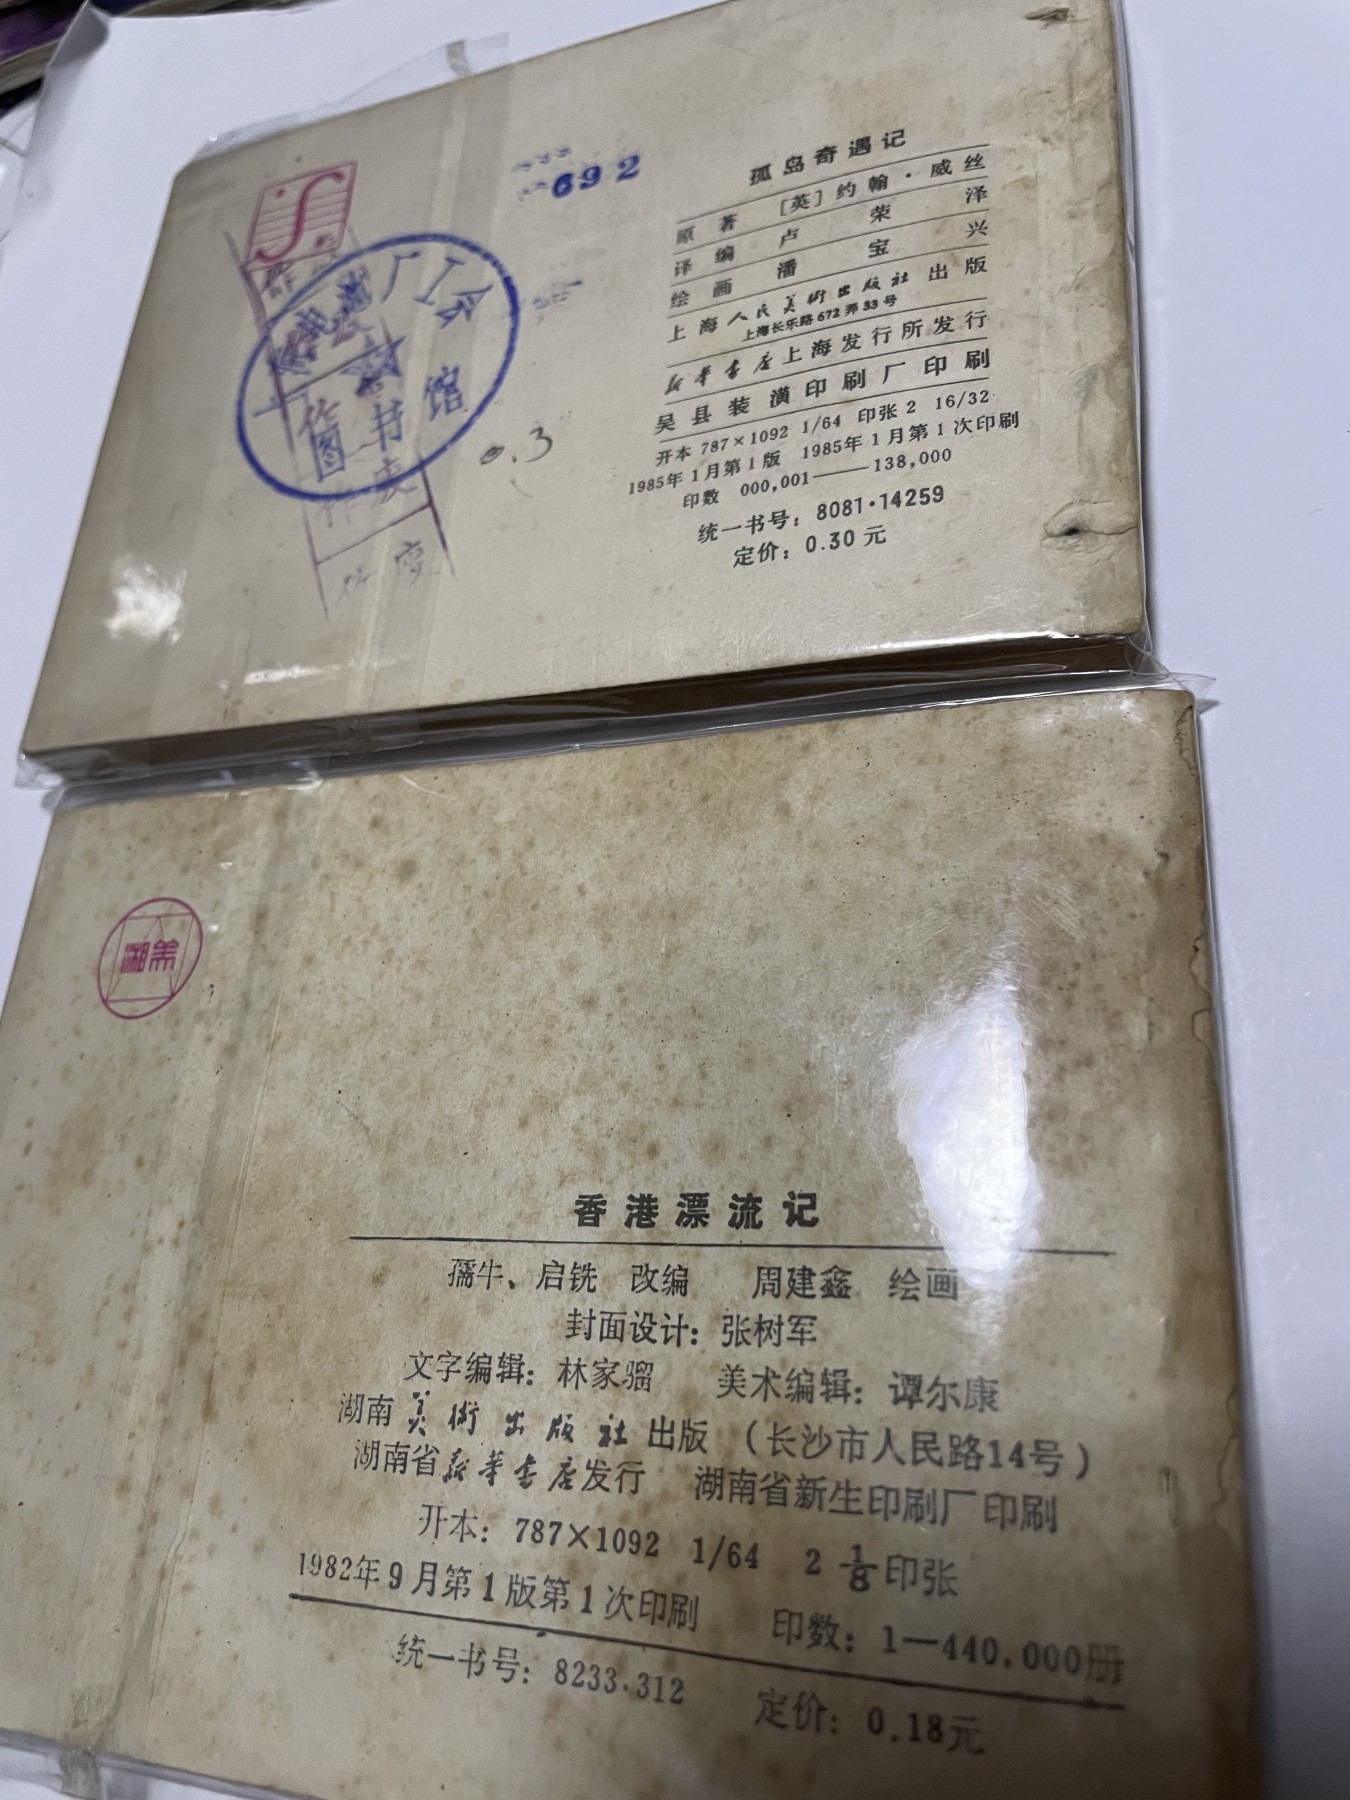 692
孤岛奇遇记
原著 [英]约翰·威丝
译编 卢荣泽
绘画 潘宝兴
上海人民美術出版社出版
上海长乐路672弄33号
新華書店上海发行所发行
吴县装潢印刷厂印刷
开本 787×1092 1/64 印张 2 16/32
1985年1月第1版 1985年1月第1次印刷
印数 000,001——138,000
统一书号：8081·14259
定价：0.30元
厂工会
图书馆
0.3
湘美
香港漂流记
孺牛、启铣 改编 周建鑫 绘画
封面设计：张树军
文字编辑：林家骝 美术编辑：谭尔康
湖南美術出版社出版（长沙市人民路14号）
湖南省新華書店发行 湖南省新生印刷厂印刷
开本：787×1092 1/64 2 1/8印张
1982年9月第1版第1次印刷 印数：1—440,000册
统一书号：8233·312 定价：0.18元